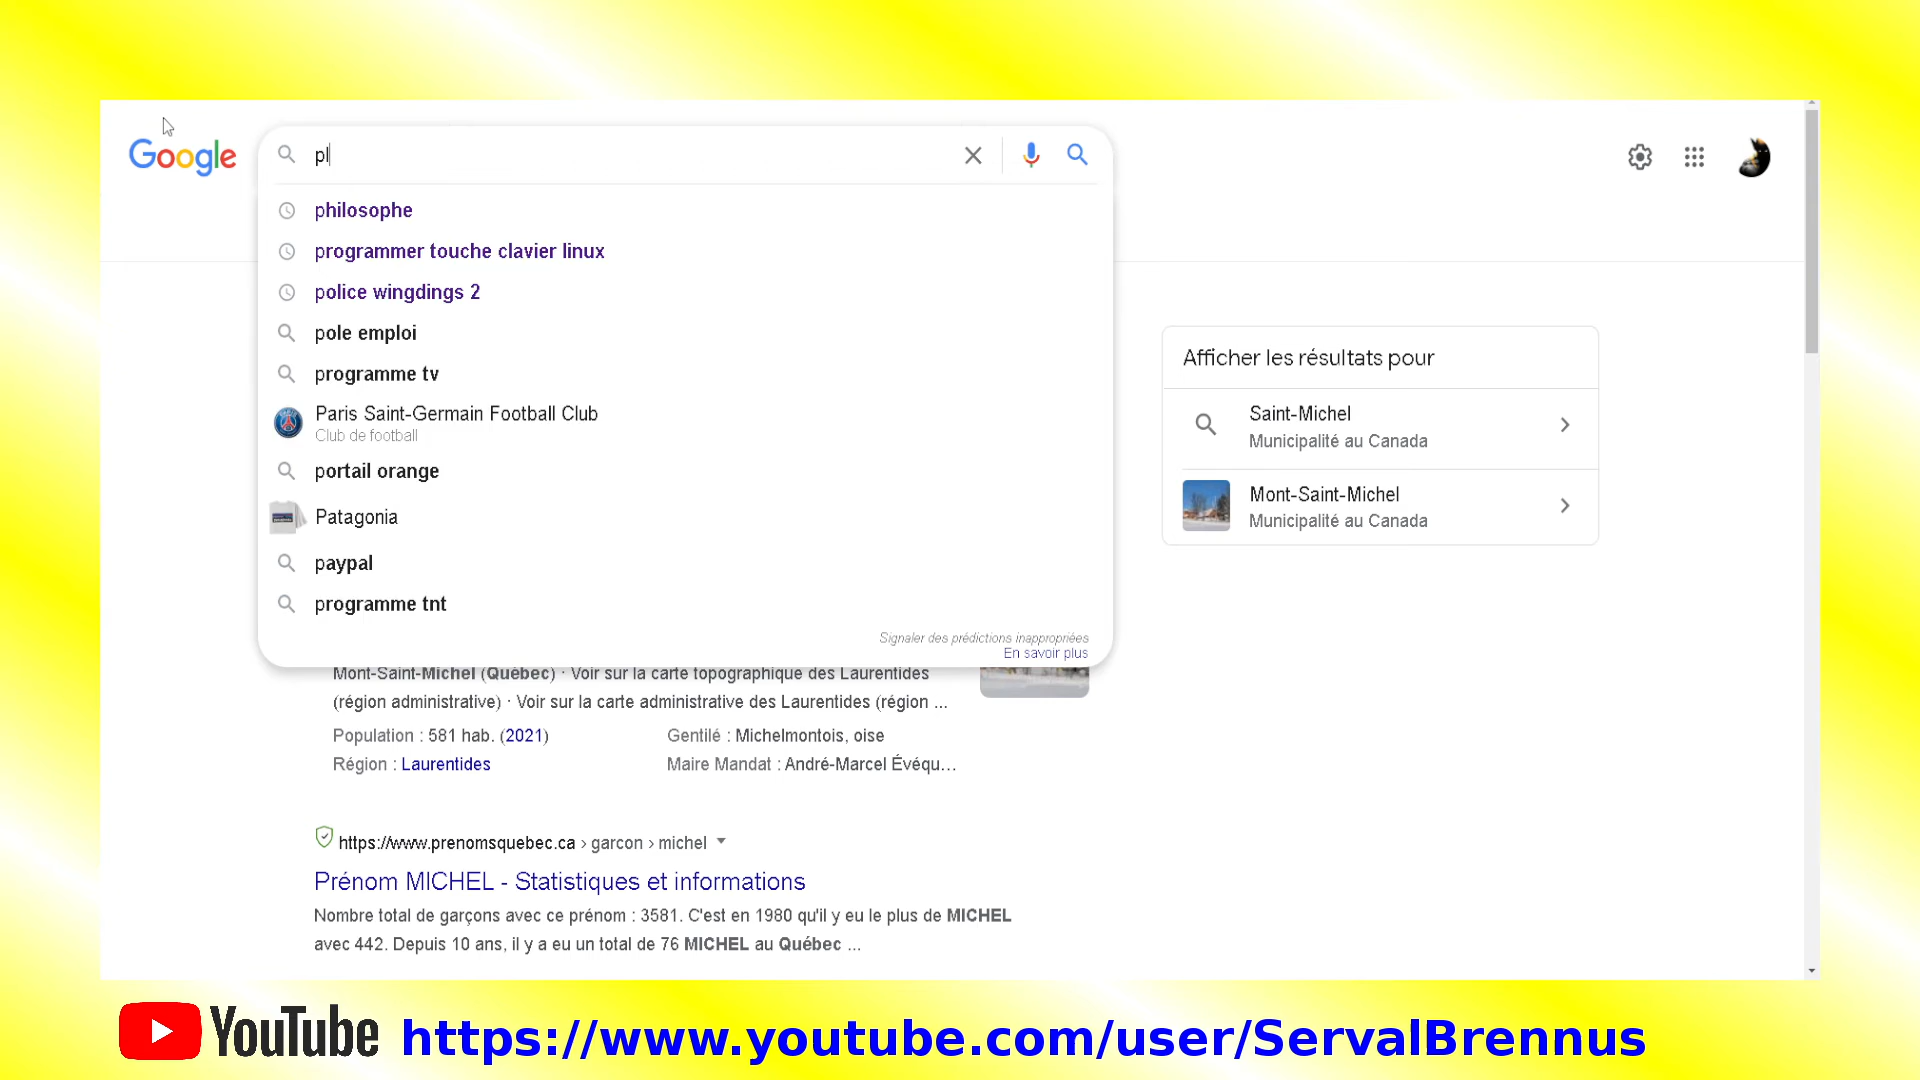 Google
pl
philosophe
programmer touche clavier linux
police wingdings 2
pole emploi
programme tv
Paris Saint-Germain Football Club
Club de football
portail orange
Patagonia
paypal
programme tnt
Signaler des prédictions inappropriées
En savoir plus
Afficher les résultats pour
Saint-Michel
Municipalité au Canada
Mont-Saint-Michel
Municipalité au Canada
Mont-Saint-Michel (Québec) · Voir sur la carte topographique des Laurentides
(région administrative) · Voir sur la carte administrative des Laurentides (région ...
Population : 581 hab. (2021) Gentilé : Michelmontois, oise
Région : Laurentides Maire Mandat : André-Marcel Évéqu...
https://www.prenomsquebec.ca › garcon › michel
Prénom MICHEL - Statistiques et informations
Nombre total de garçons avec ce prénom : 3581. C'est en 1980 qu'il y eu le plus de MICHEL
avec 442. Depuis 10 ans, il y a eu un total de 76 MICHEL au Québec ...
YouTube https://www.youtube.com/user/ServalBrennus